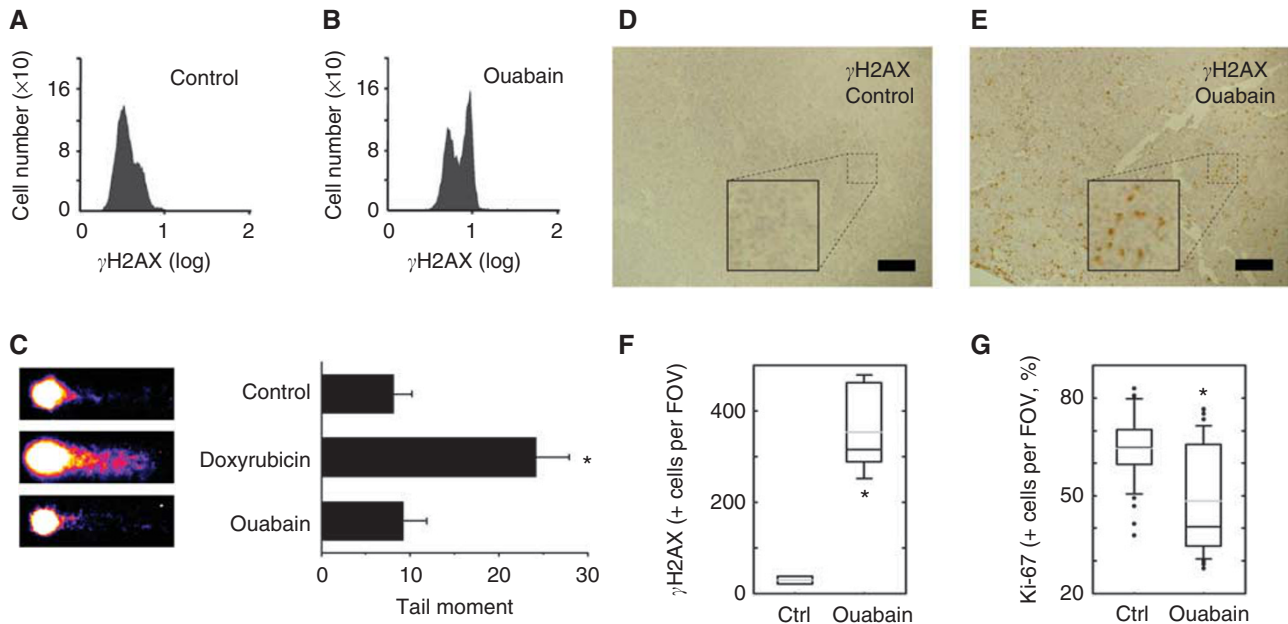 A
Cell number (×10)
16
8
0
Control
0 1 2
γH2AX (log)
B
Cell number (×10)
16
8
0
Ouabain
0 1 2
γH2AX (log)
C
Control
Doxyrubicin
*
Ouabain
0 10 20 30
Tail moment
D
γH2AX
Control
E
γH2AX
Ouabain
F
γH2AX (+ cells per FOV)
400
200
0
*
Ctrl Ouabain
G
Ki-67 (+ cells per FOV, %)
80
50
20
*
Ctrl Ouabain